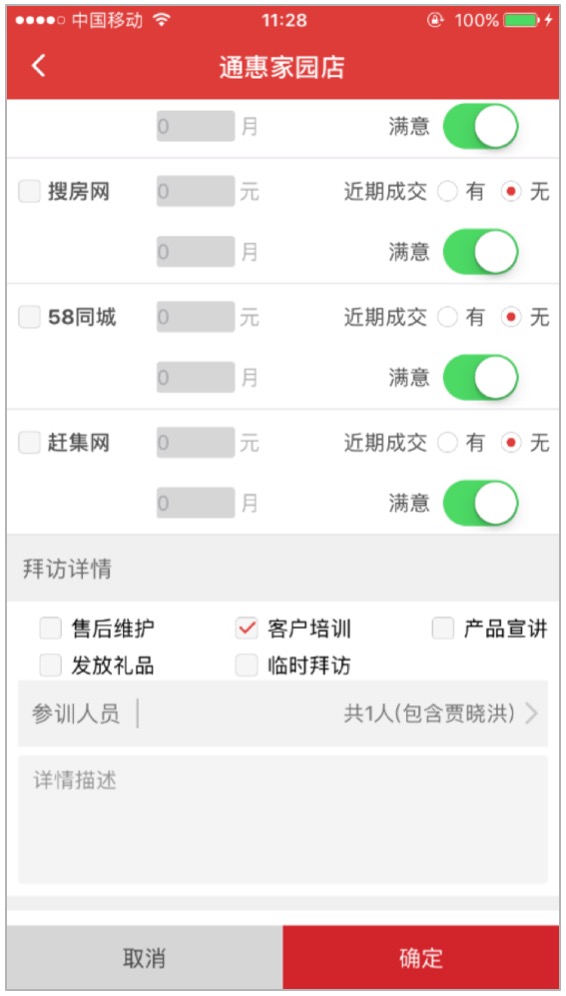 中国移动 11:28 100%
通惠家园店
0 月 满意
搜房网 0 元 近期成交 有 无
0 月 满意
58同城 0 元 近期成交 有 无
0 月 满意
赶集网 0 元 近期成交 有 无
0 月 满意
拜访详情
售后维护 客户培训 产品宣讲
发放礼品 临时拜访
参训人员 共1人(包含贾晓洪)
详情描述
取消 确定